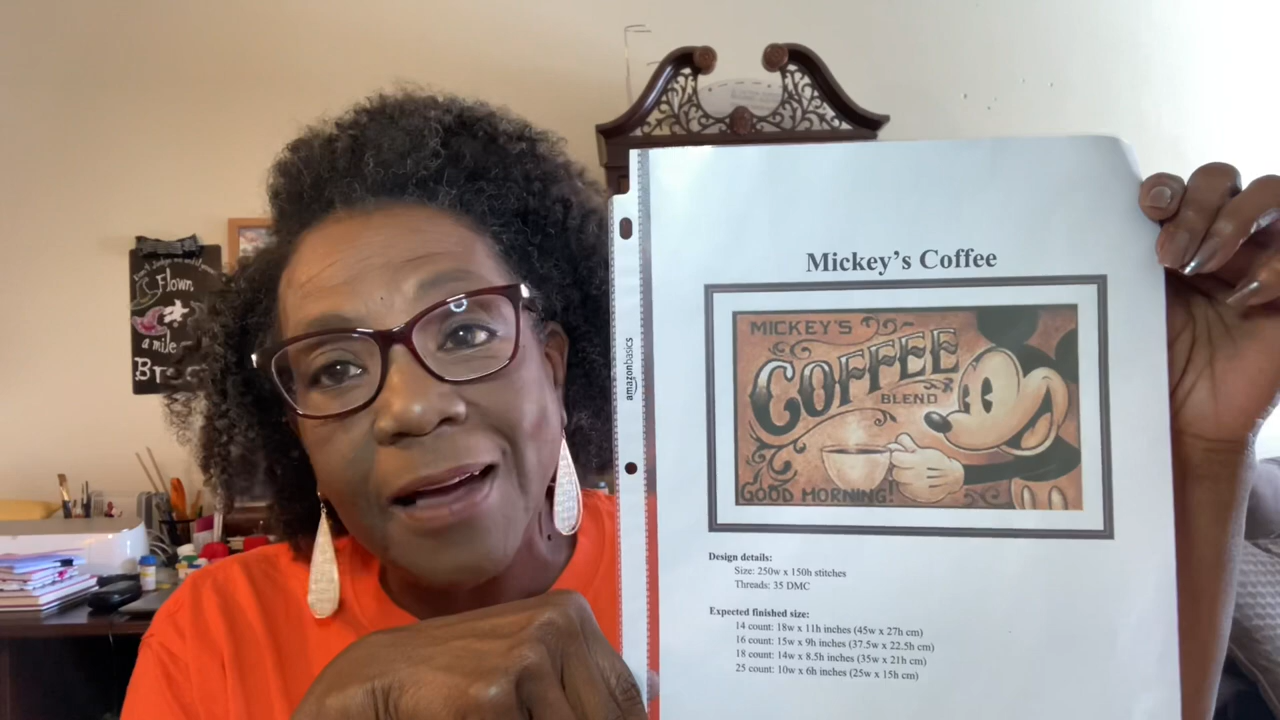 Flown
a mile
Mickey's Coffee
MICKEY'S
COFFEE
BLEND
GOOD MORNING!
amazonbasics
Design details:
Size: 250w x 150h stitches
Threads: 35 DMC
Expected finished size:
14 count: 18w x 11h inches (45w x 27h cm)
16 count: 15w x 9h inches (37.5w x 22.5h cm)
18 count: 14w x 8.5h inches (35w x 21h cm)
25 count: 10w x 6h inches (25w x 15h cm)